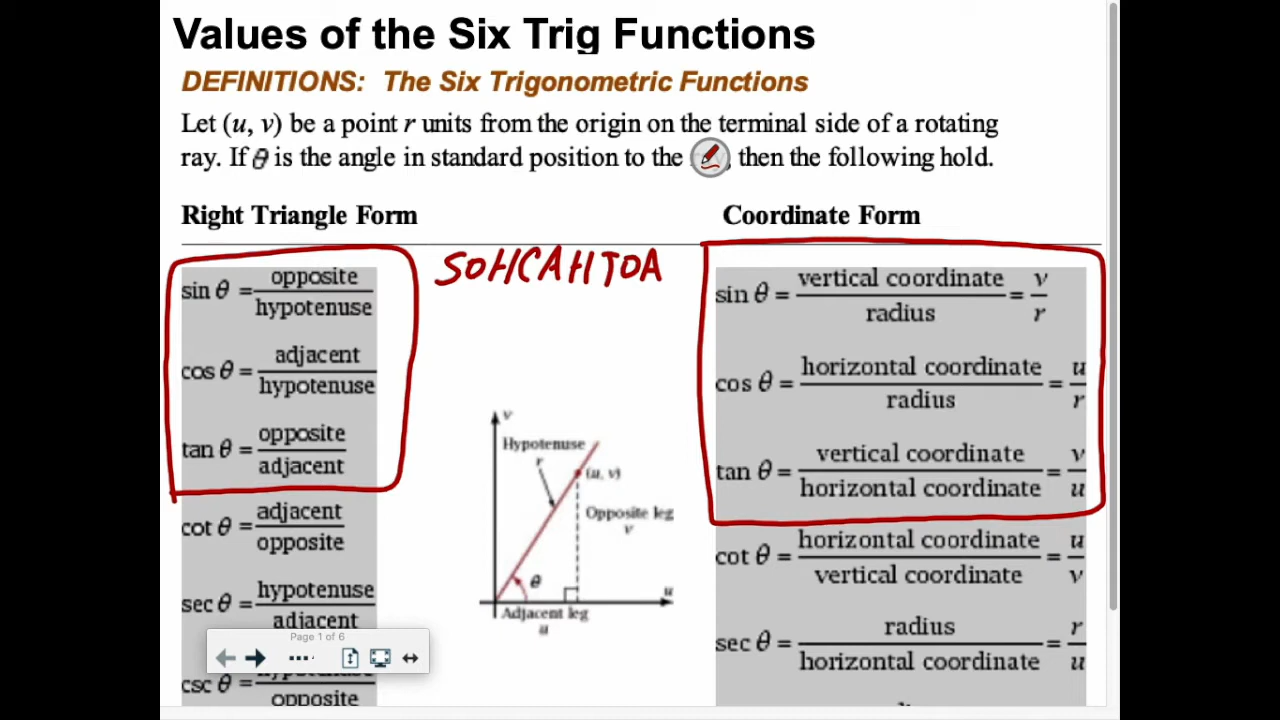 Values of the Six Trig Functions
DEFINITIONS: The Six Trigonometric Functions
Let (u, v) be a point r units from the origin on the terminal side of a rotating
ray. If θ is the angle in standard position to the , then the following hold.
Right Triangle Form
sin θ = opposite / hypotenuse
cos θ = adjacent / hypotenuse
tan θ = opposite / adjacent
cot θ = adjacent / opposite
sec θ = hypotenuse / adjacent
csc θ = hypotenuse / opposite
SOHCAHTOA
v
Hypotenuse
r
(u, v)
Opposite leg
v
θ
u
Adjacent leg
u
Coordinate Form
sin θ = vertical coordinate / radius = v / r
cos θ = horizontal coordinate / radius = u / r
tan θ = vertical coordinate / horizontal coordinate = v / u
cot θ = horizontal coordinate / vertical coordinate = u / v
sec θ = radius / horizontal coordinate = r / u
Page 1 of 6